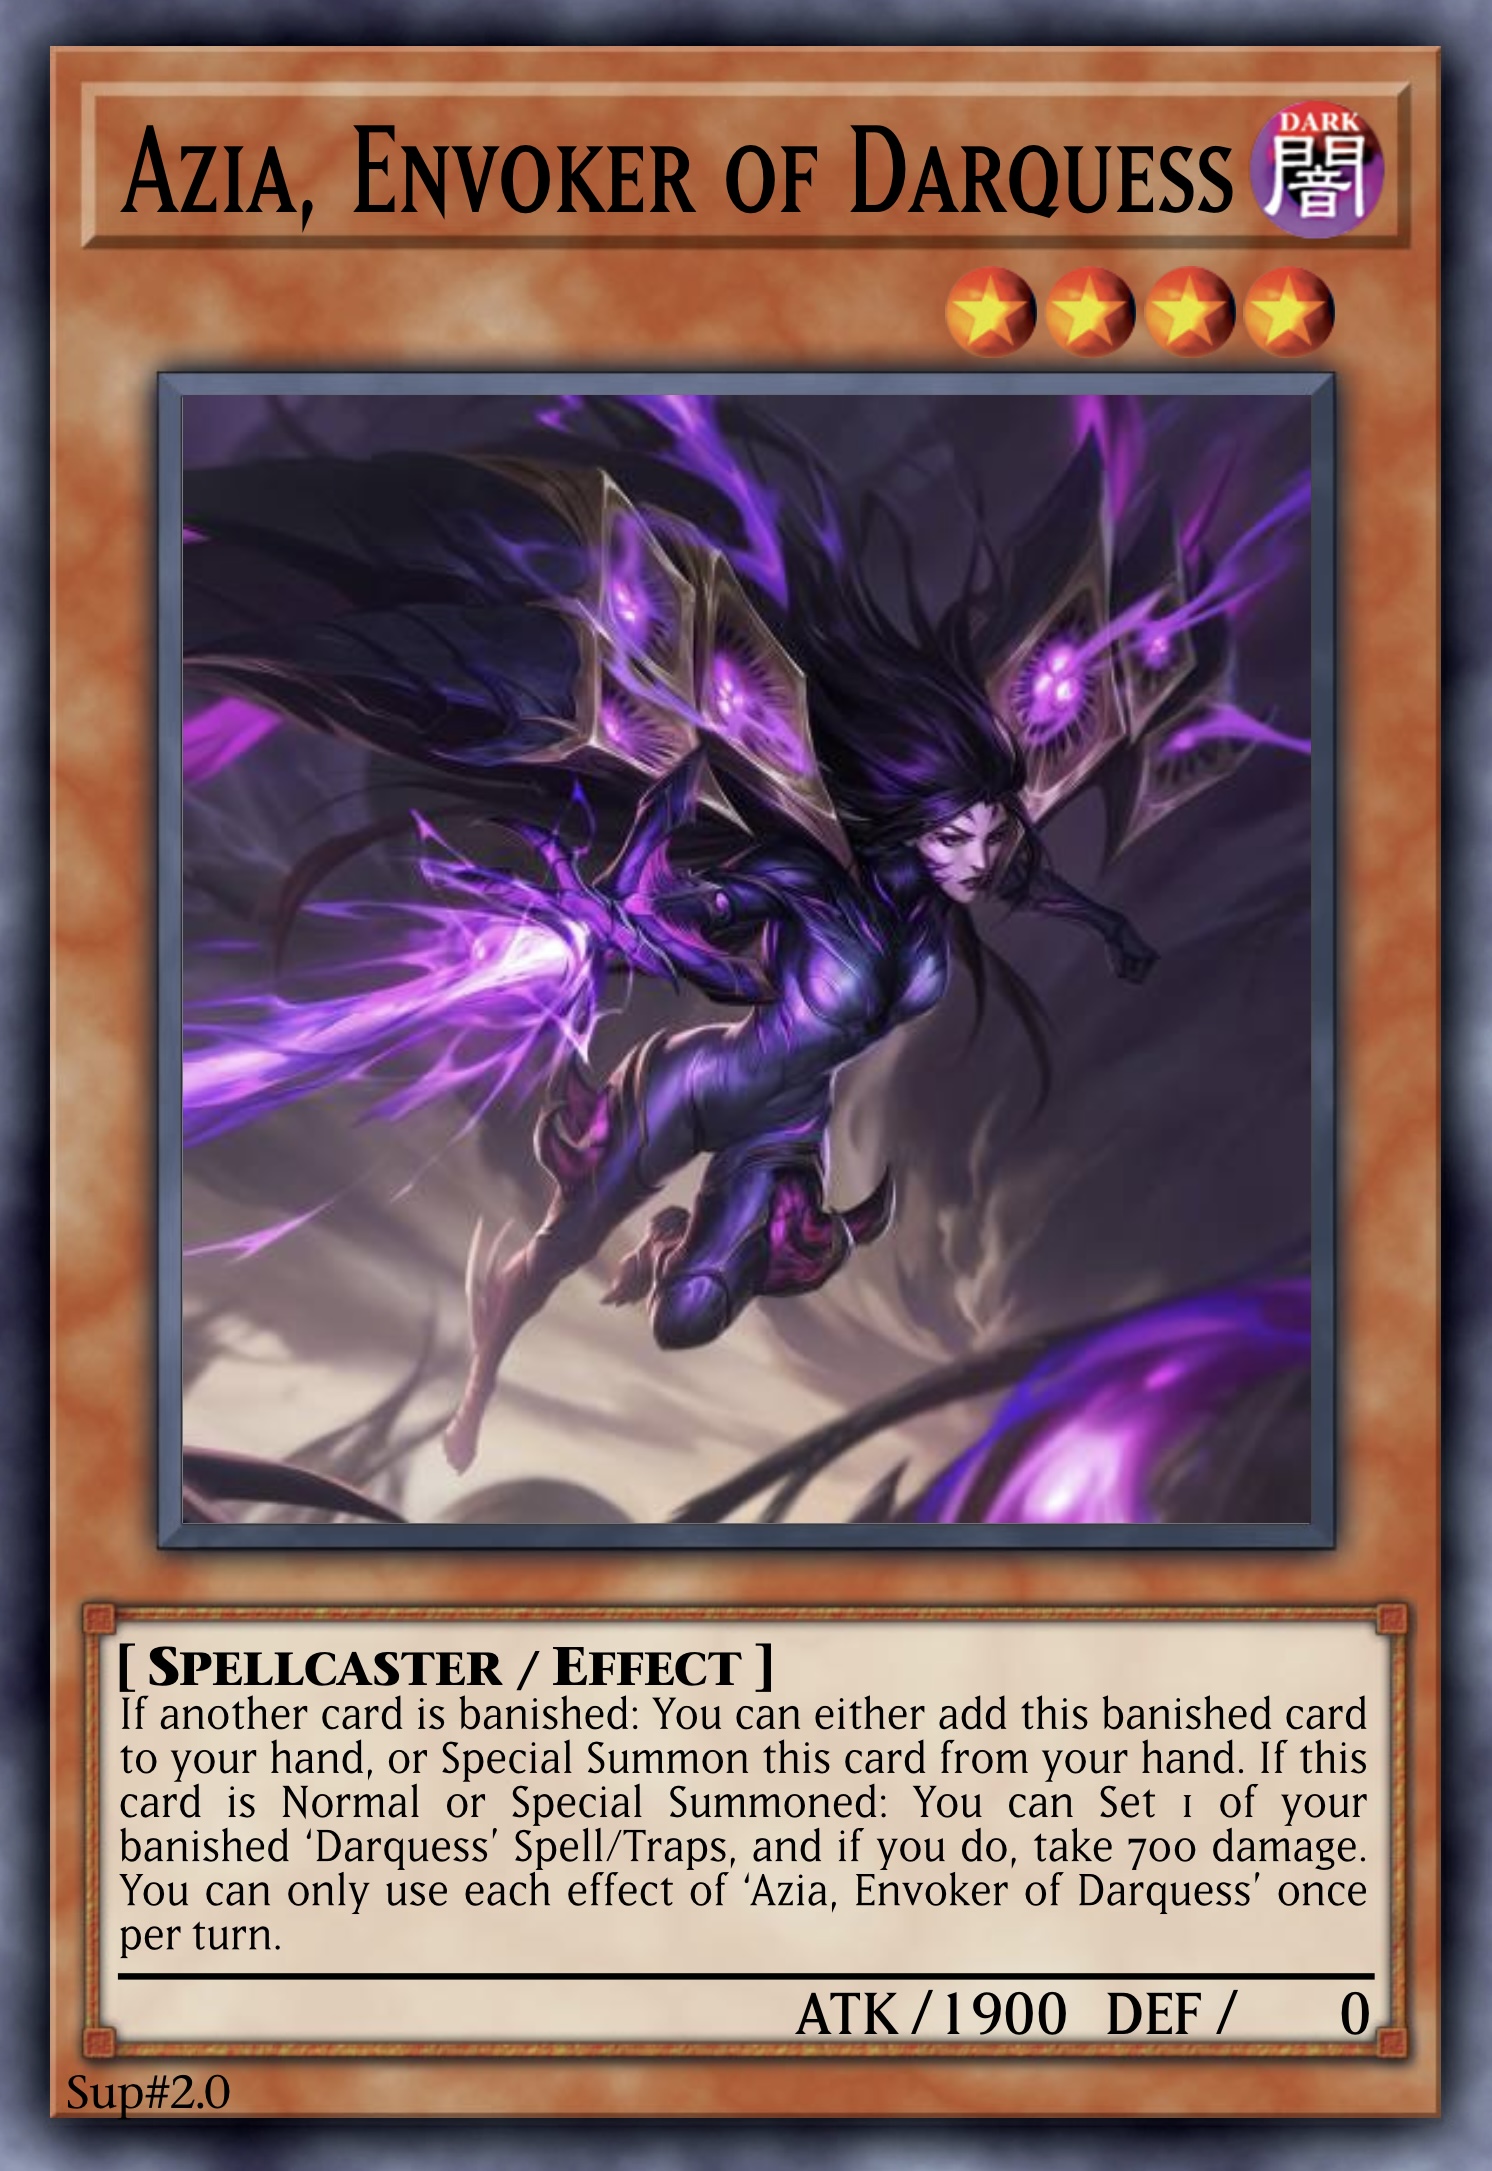 Azia, Envoker of Darquess
DARK
闇
[ Spellcaster / Effect ]
If another card is banished: You can either add this banished card
to your hand, or Special Summon this card from your hand. If this
card is Normal or Special Summoned: You can Set 1 of your
banished ‘Darquess’ Spell/Traps, and if you do, take 700 damage.
You can only use each effect of ‘Azia, Envoker of Darquess’ once
per turn.
ATK / 1900 DEF / 0
Sup#2.0